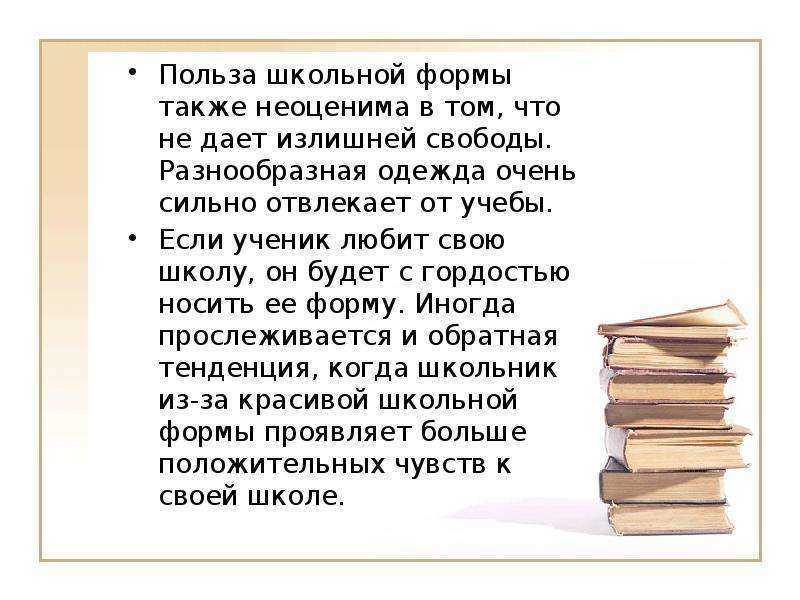 • Польза школьной формы
также неоценима в том, что
не дает излишней свободы.
Разнообразная одежда очень
сильно отвлекает от учебы.
• Если ученик любит свою
школу, он будет с гордостью
носить ее форму. Иногда
прослеживается и обратная
тенденция, когда школьник
из-за красивой школьной
формы проявляет больше
положительных чувств к
своей школе.